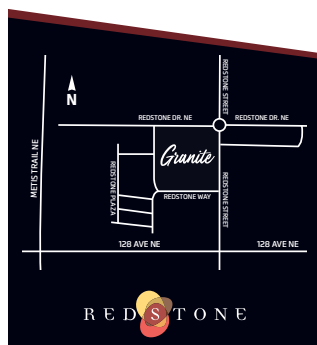 REDSTONE STREET
N
REDSTONE DR. NE
REDSTONE DR. NE
METIS TRAIL NE
Granite
REDSTONE PLAZA
REDSTONE WAY
REDSTONE STREET
128 AVE NE
128 AVE NE
REDSTONE